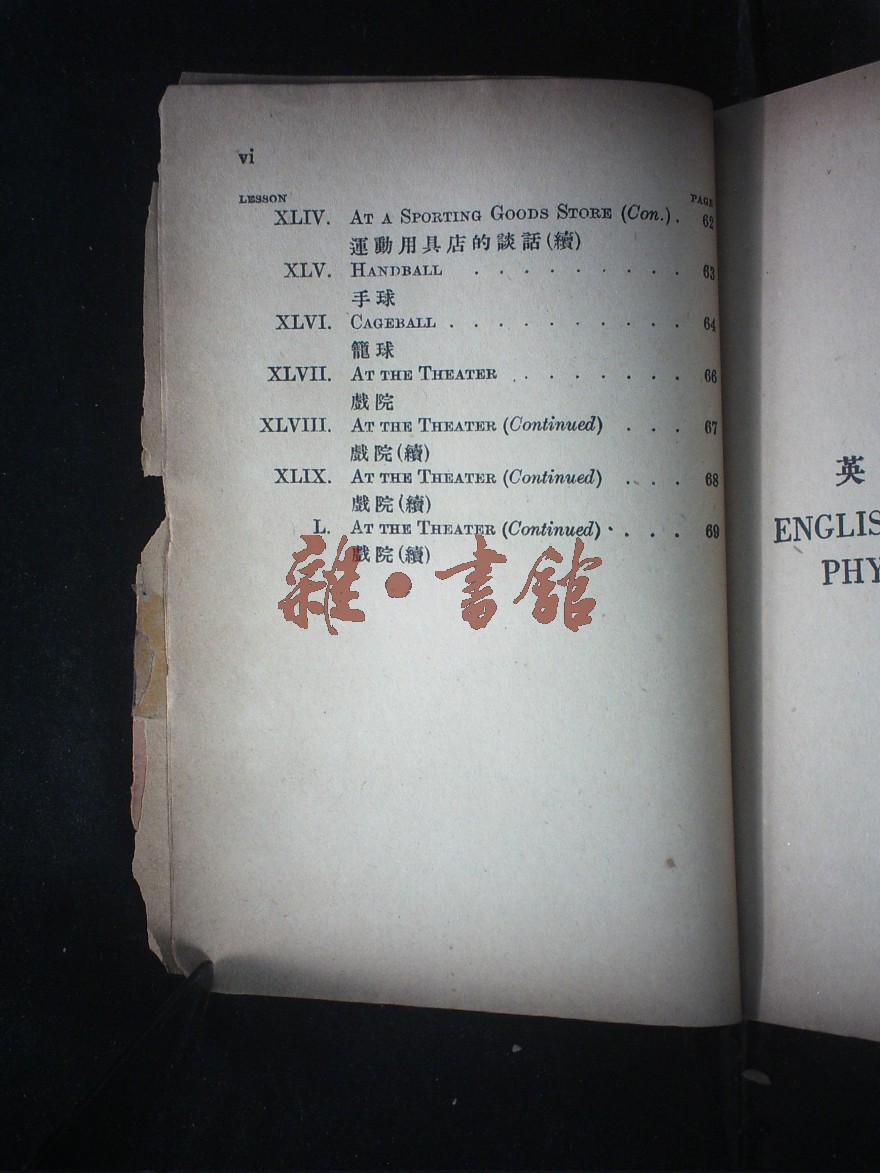 vi
LESSON PAGE
XLIV. AT A SPORTING GOODS STORE (Con.) . 62
運動用具店的談話(續)
XLV. HANDBALL . . . . . . . . . 63
手球
XLVI. CAGEBALL . . . . . . . . . . 64
籠球
XLVII. AT THE THEATER . . . . . . . . 66
戲院
XLVIII. AT THE THEATER (Continued) . . . 67
戲院(續)
XLIX. AT THE THEATER (Continued) . . . 68
戲院(續)
L. AT THE THEATER (Continued) . . . . 69
戲院(續)
雜·書館
英
ENGLIS
PHY